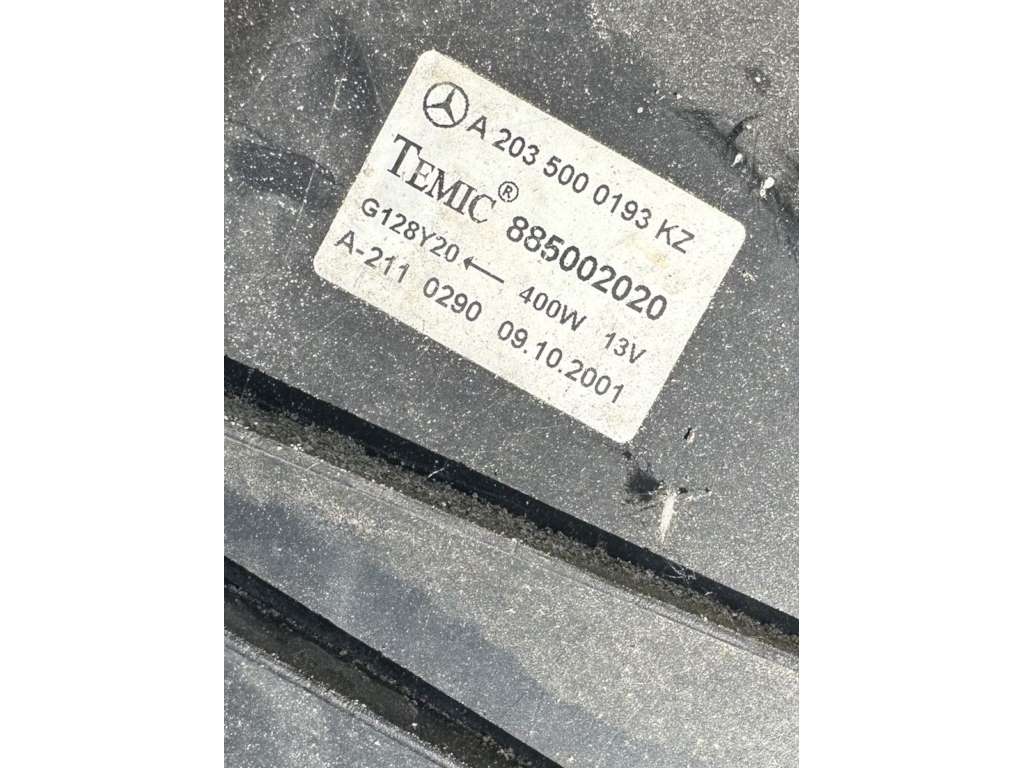 A 203 500 0193 KZ
TEMIC® 885002020
G128Y20 ← 400W 13V
A-211 0290 09.10.2001